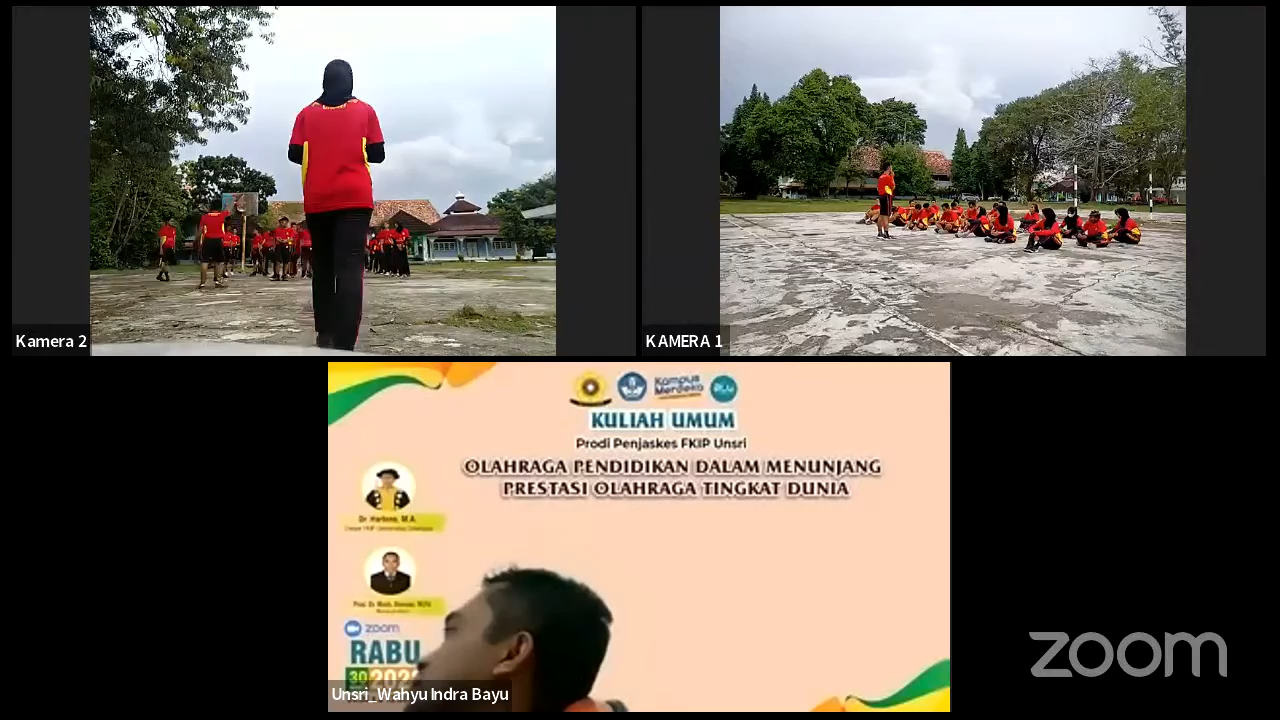 Kamera 2
KAMERA 1
Kampus
Merdeka
KULIAH UMUM
Prodi Penjaskes FKIP Unsri
OLAHRAGA PENDIDIKAN DALAM MENUNJANG
PRESTASI OLAHRAGA TINGKAT DUNIA
Dr. Hartono, M.A.
zoom
RABU
30
Unsri_Wahyu Indra Bayu
zoom